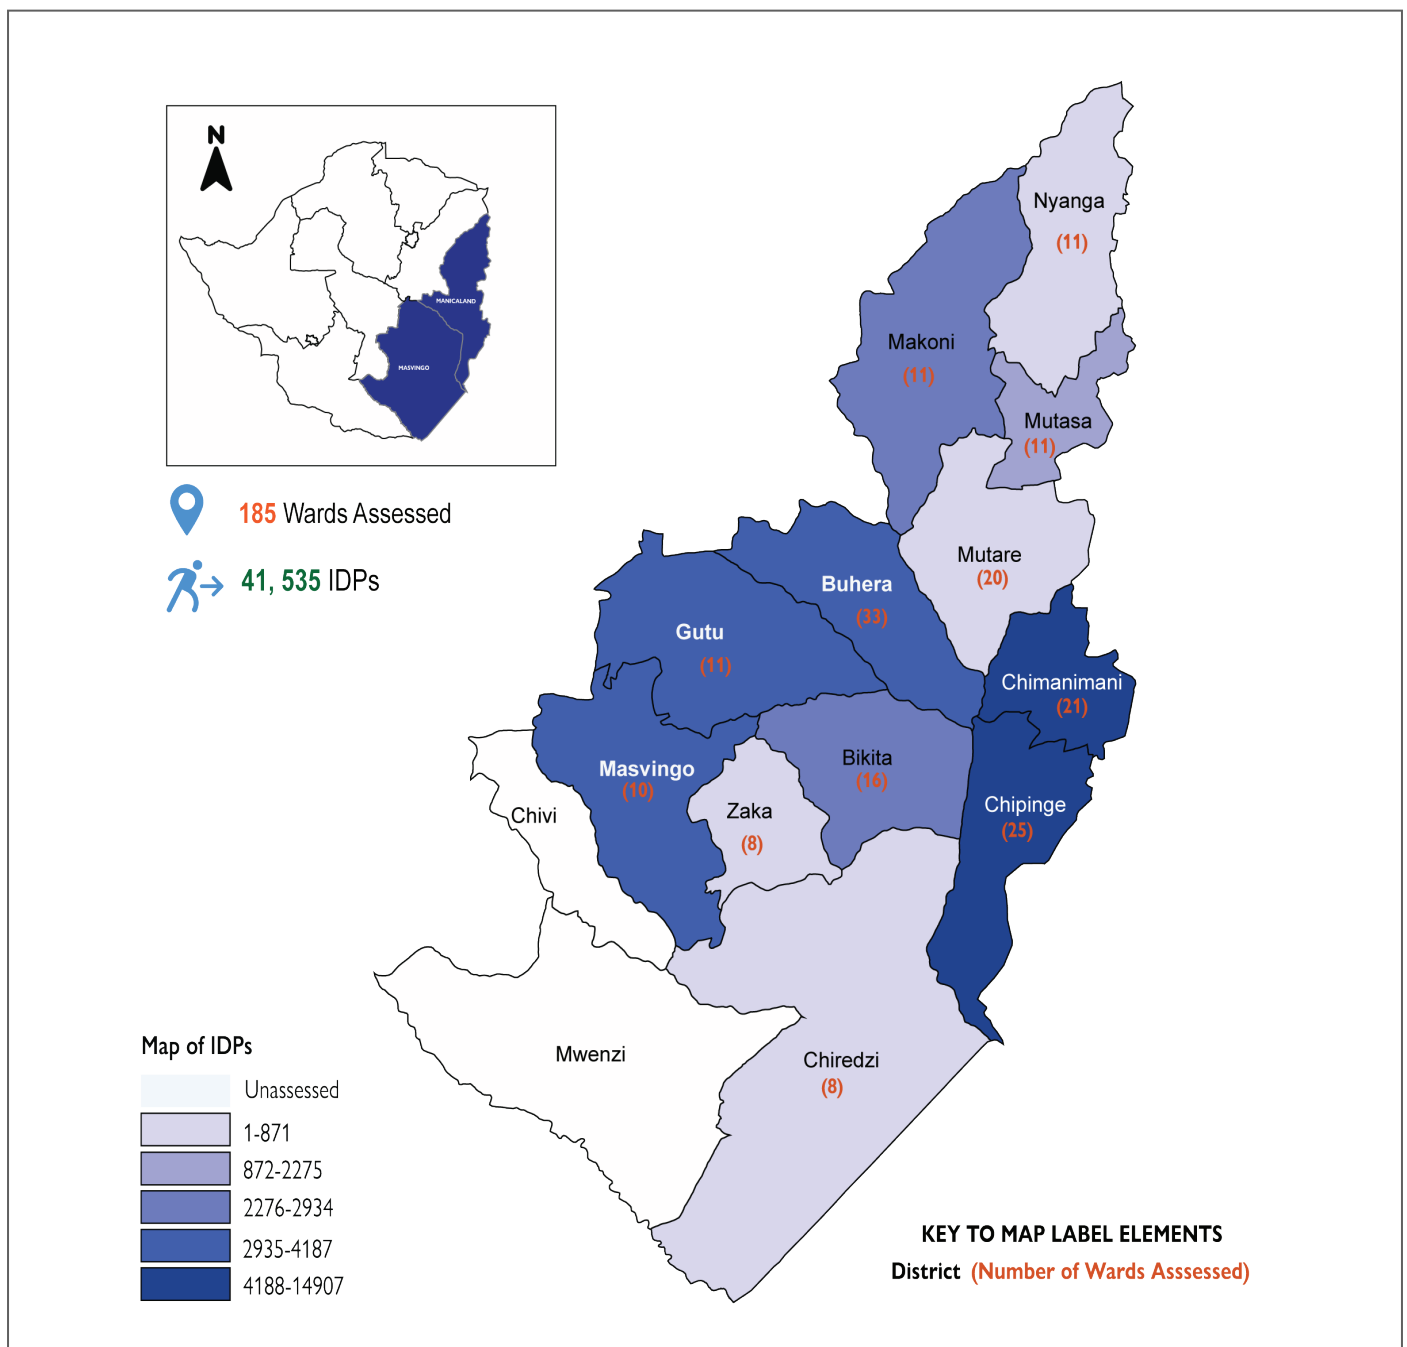 N
MANICALAND
MASVINGO
185 Wards Assessed
41, 535 IDPs
Nyanga
(11)
Makoni
(11)
Mutasa
(11)
Mutare
(20)
Buhera
(33)
Gutu
(11)
Chimanimani
(21)
Masvingo
(10)
Bikita
(16)
Zaka
(8)
Chipinge
(25)
Chivi
Mwenzi
Chiredzi
(8)
Map of IDPs
Unassessed
1-871
872-2275
2276-2934
2935-4187
4188-14907
KEY TO MAP LABEL ELEMENTS
District (Number of Wards Asssessed)